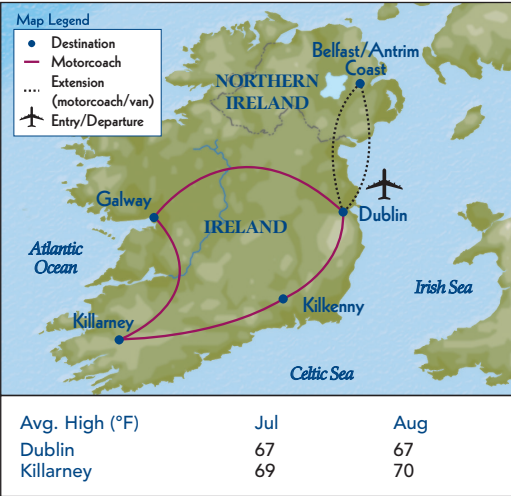 Map Legend
Destination
Motorcoach
Extension
(motorcoach/van)
Entry/Departure
Belfast/Antrim
Coast
NORTHERN
IRELAND
Galway
Dublin
IRELAND
Atlantic
Ocean
Irish Sea
Kilkenny
Killarney
Celtic Sea
Avg. High (°F) Jul Aug
Dublin 67 67
Killarney 69 70